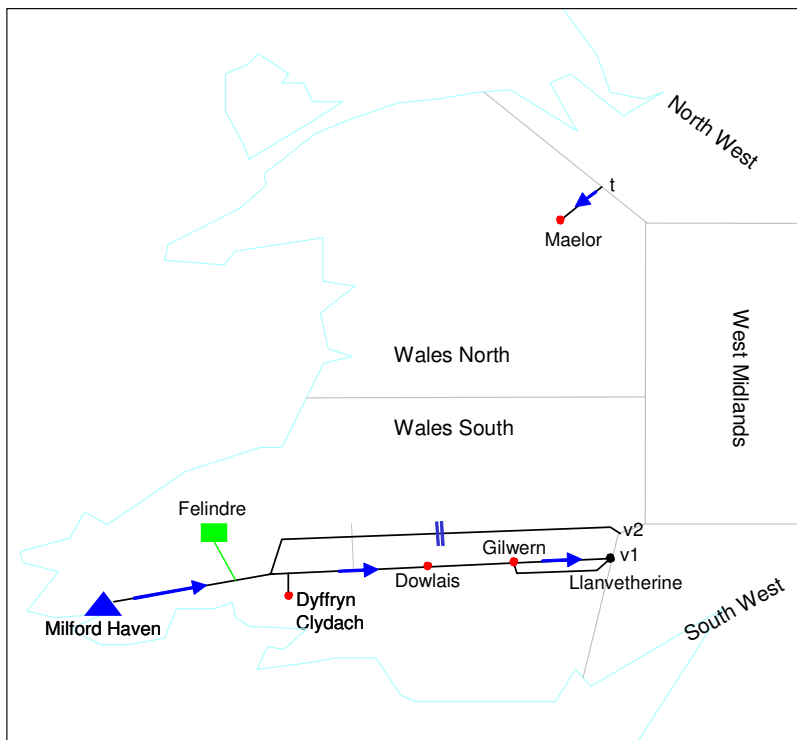 North West
t
Maelor
Wales North
West Midlands
Wales South
Felindre
v2
Gilwern
v1
Dowlais
Llanvetherine
Dyffryn
Clydach
Milford Haven
South West